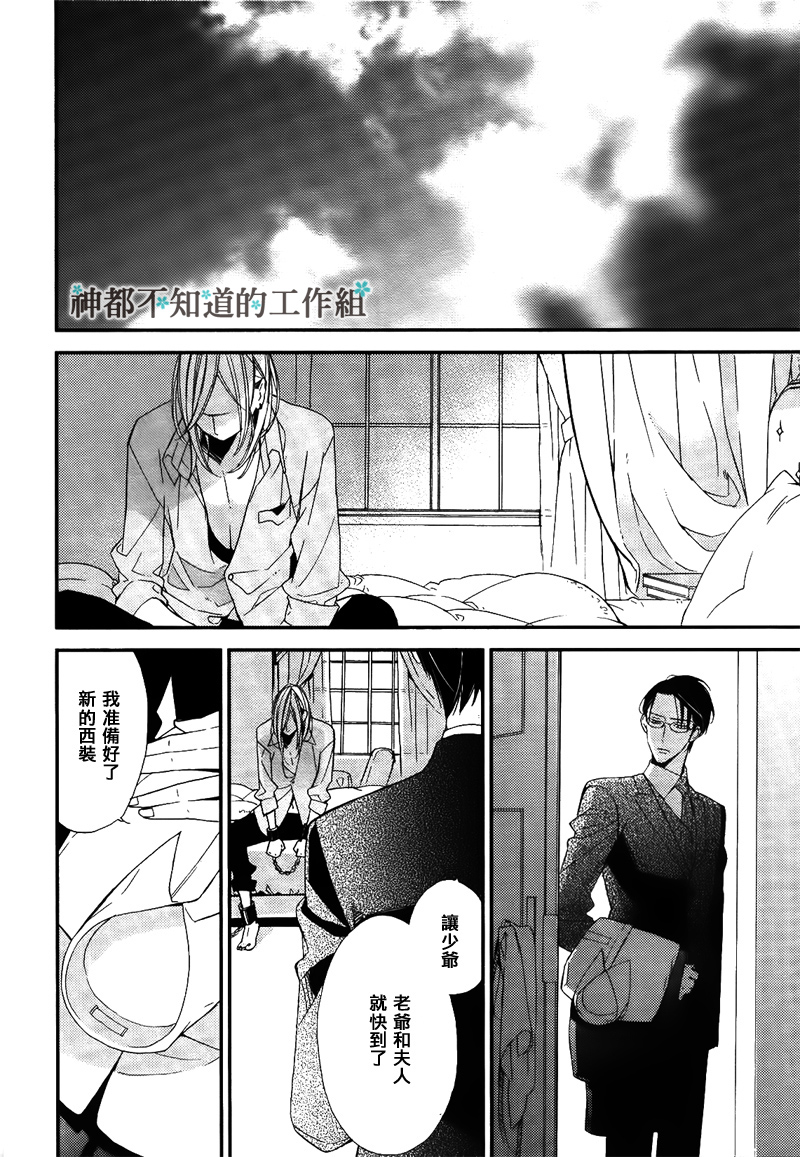 神都不知道的工作組
讓少爺
老爺和夫人
就快到了
我准備好了
新的西裝